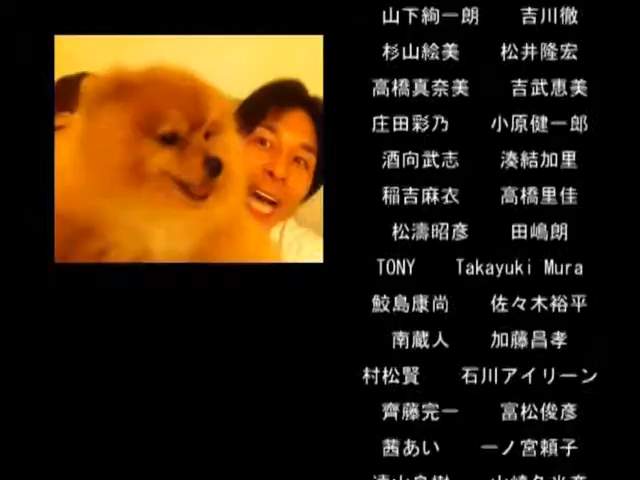 山下絢一朗 吉川徹
杉山絵美 松井隆宏
高橋真奈美 吉武恵美
庄田彩乃 小原健一郎
酒向武志 湊結加里
稲吉麻衣 高橋里佳
松濤昭彦 田嶋朗
TONY Takayuki Mura
鮫島康尚 佐々木裕平
南蔵人 加藤昌孝
村松賢 石川アイリーン
齊藤完一 富松俊彦
茜あい 一ノ宮頼子